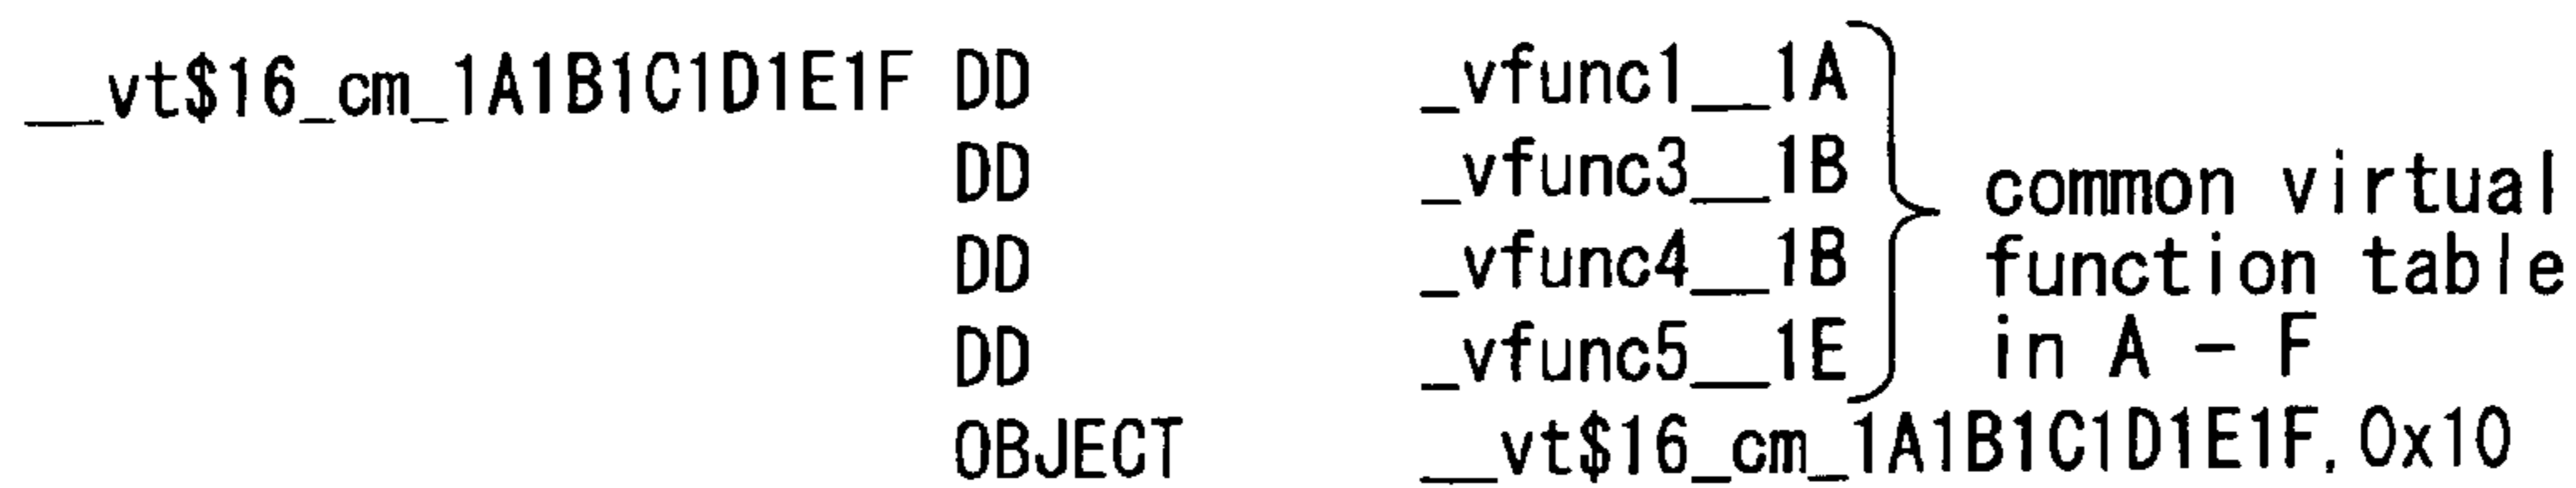 __vt$16_cm_1A1B1C1D1E1F DD _vfunc1__1A
DD _vfunc3__1B
DD _vfunc4__1B
DD _vfunc5__1E
OBJECT __vt$16_cm_1A1B1C1D1E1F, 0x10
common virtual
function table
in A - F